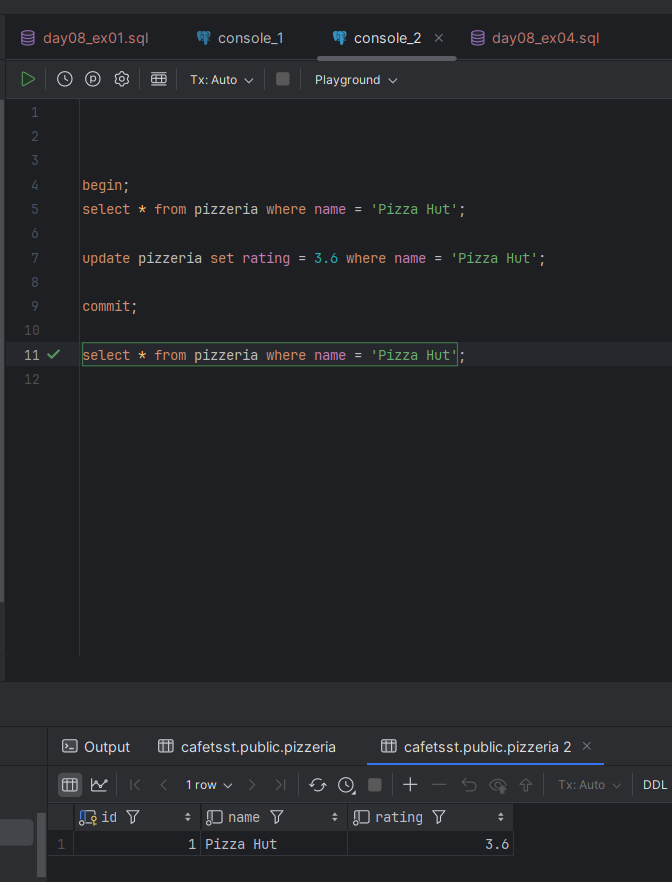 day08_ex01.sql console_1 console_2 day08_ex04.sql
Tx: Auto Playground
1
2
3
4 begin;
5 select * from pizzeria where name = 'Pizza Hut';
6
7 update pizzeria set rating = 3.6 where name = 'Pizza Hut';
8
9 commit;
10
11 select * from pizzeria where name = 'Pizza Hut';
12
Output cafetsst.public.pizzeria cafetsst.public.pizzeria 2
1 row Tx: Auto DDL
id name rating
1 1 Pizza Hut 3.6